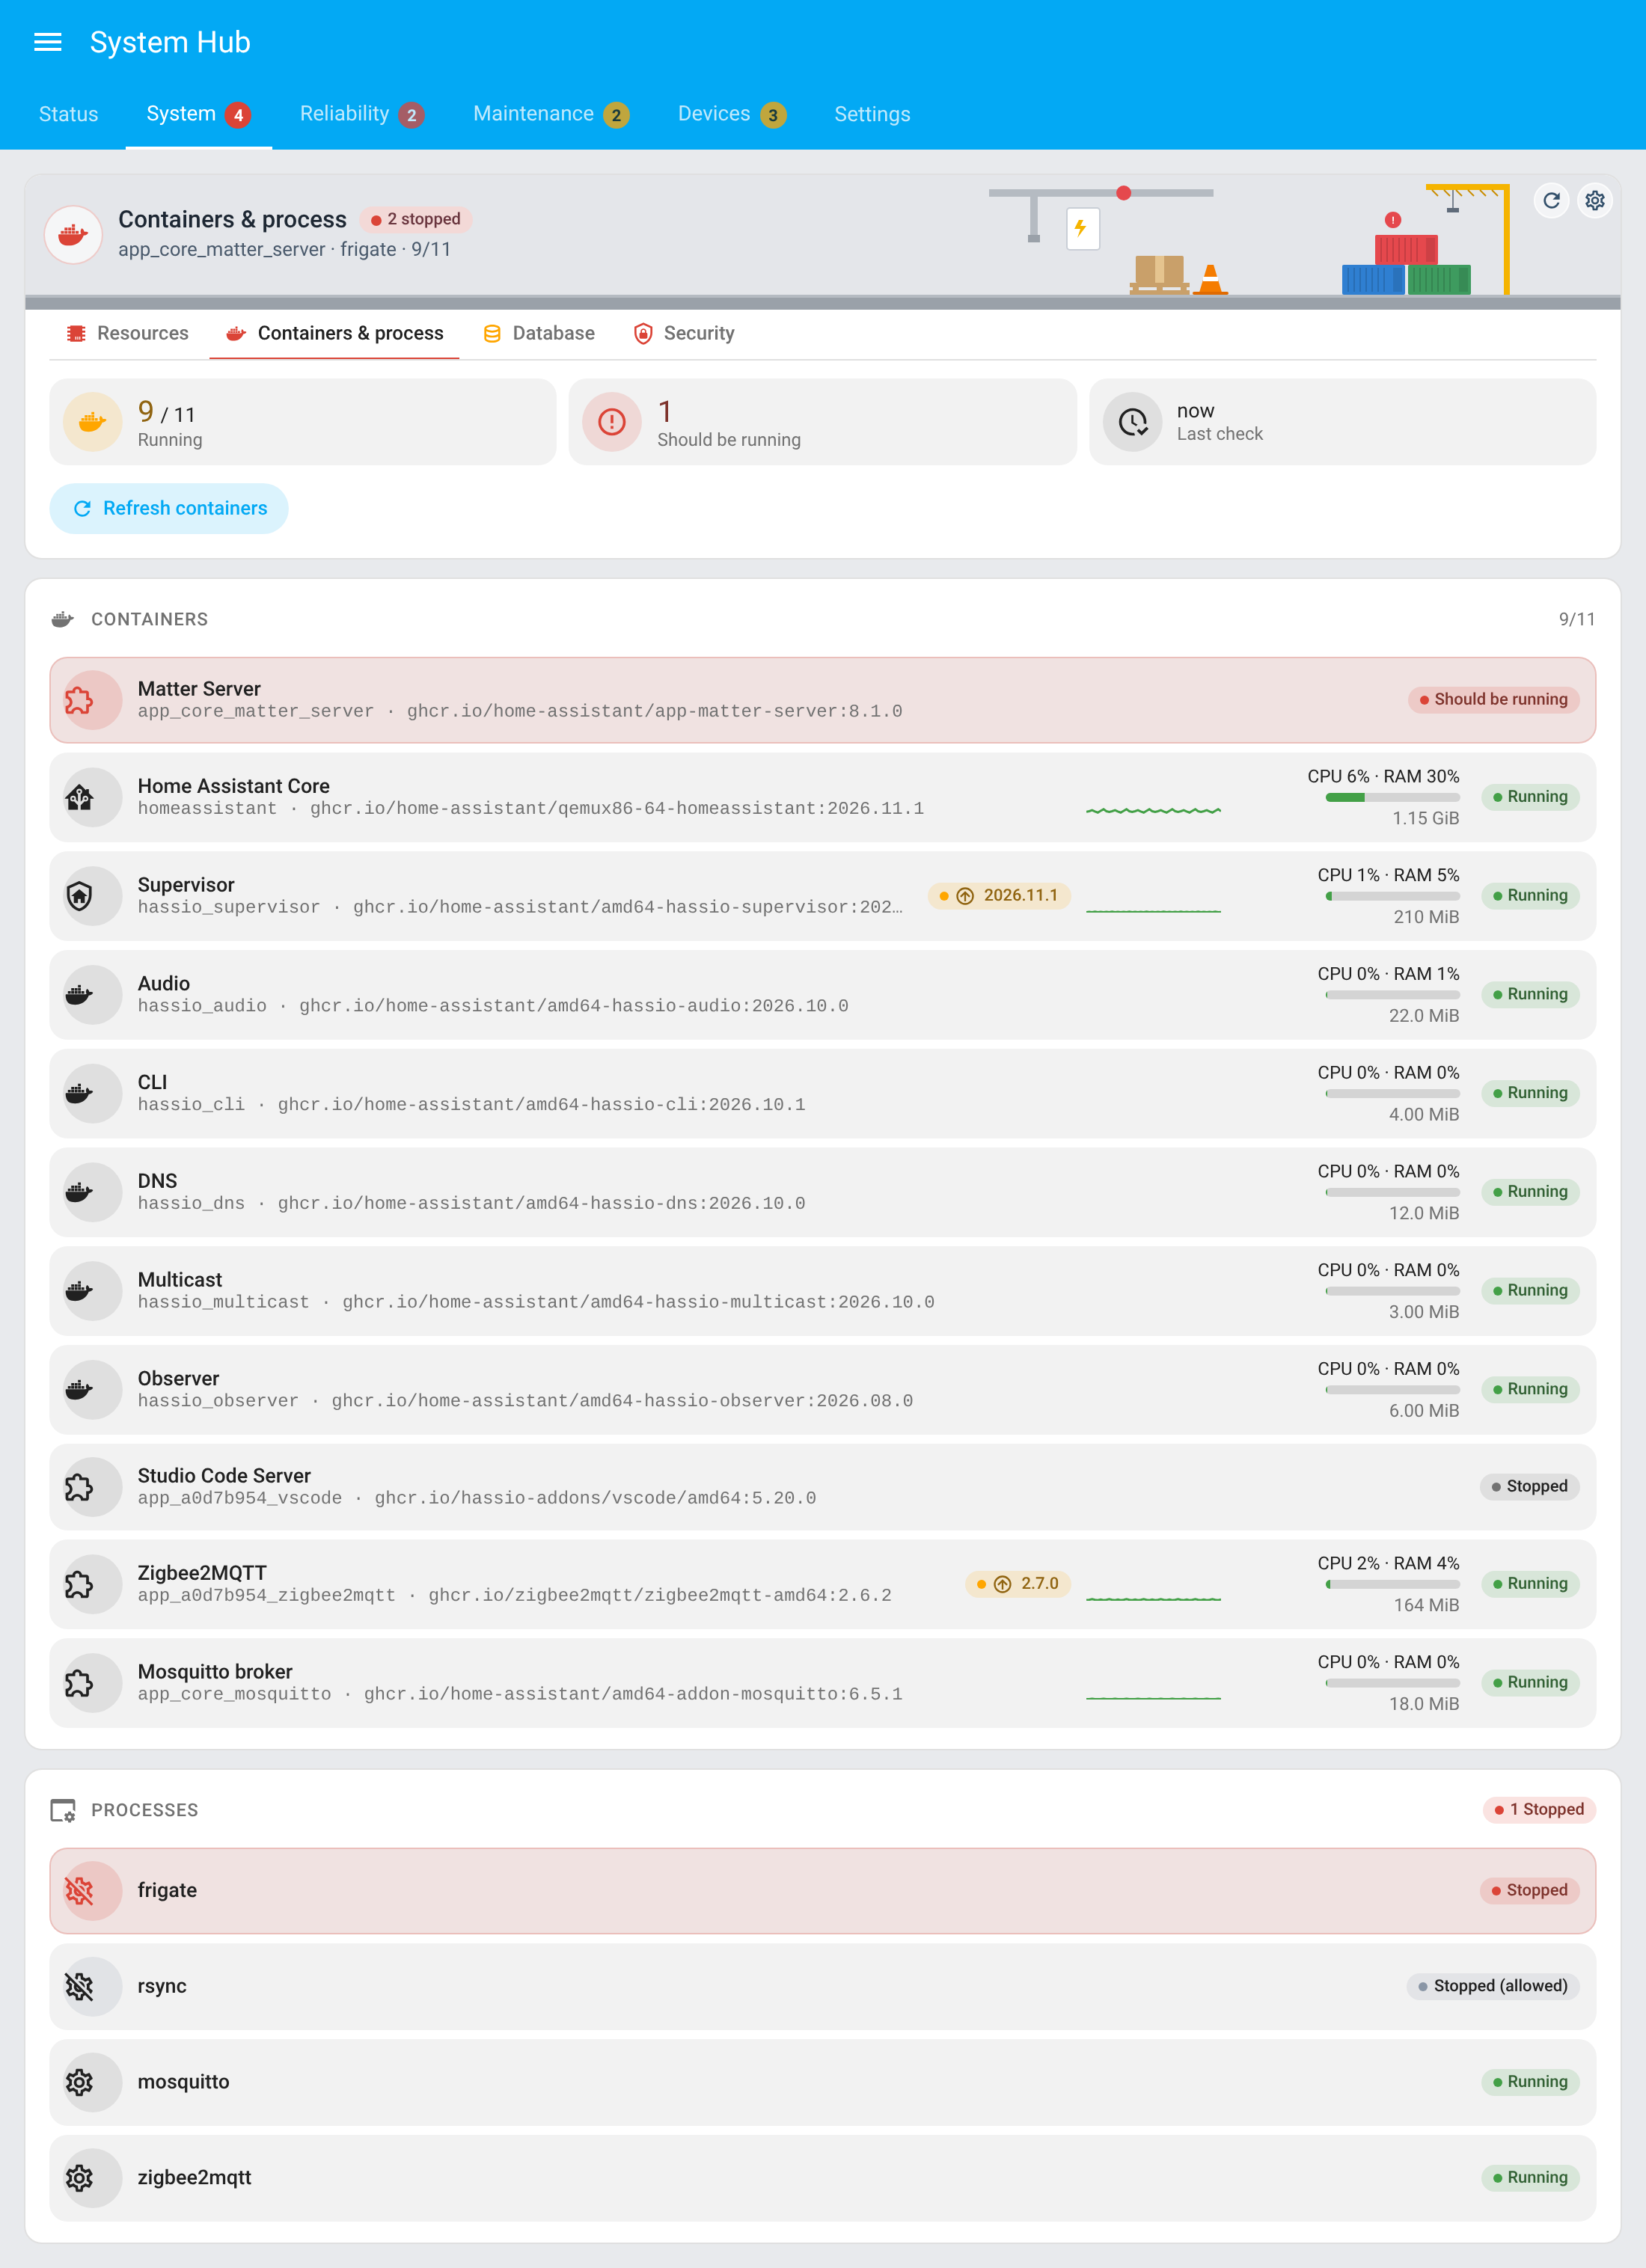 System Hub
Status
System 4
Reliability 2
Maintenance 2
Devices 3
Settings
Containers & process
2 stopped
app_core_matter_server · frigate · 9/11
Resources
Containers & process
Database
Security
9 / 11
Running
1
Should be running
now
Last check
Refresh containers
CONTAINERS
9/11
Matter Server
app_core_matter_server · ghcr.io/home-assistant/app-matter-server:8.1.0
Should be running
Home Assistant Core
homeassistant · ghcr.io/home-assistant/qemux86-64-homeassistant:2026.11.1
CPU 6% · RAM 30%
1.15 GiB
Running
Supervisor
hassio_supervisor · ghcr.io/home-assistant/amd64-hassio-supervisor:202…
2026.11.1
CPU 1% · RAM 5%
210 MiB
Running
Audio
hassio_audio · ghcr.io/home-assistant/amd64-hassio-audio:2026.10.0
CPU 0% · RAM 1%
22.0 MiB
Running
CLI
hassio_cli · ghcr.io/home-assistant/amd64-hassio-cli:2026.10.1
CPU 0% · RAM 0%
4.00 MiB
Running
DNS
hassio_dns · ghcr.io/home-assistant/amd64-hassio-dns:2026.10.0
CPU 0% · RAM 0%
12.0 MiB
Running
Multicast
hassio_multicast · ghcr.io/home-assistant/amd64-hassio-multicast:2026.10.0
CPU 0% · RAM 0%
3.00 MiB
Running
Observer
hassio_observer · ghcr.io/home-assistant/amd64-hassio-observer:2026.08.0
CPU 0% · RAM 0%
6.00 MiB
Running
Studio Code Server
app_a0d7b954_vscode · ghcr.io/hassio-addons/vscode/amd64:5.20.0
Stopped
Zigbee2MQTT
app_a0d7b954_zigbee2mqtt · ghcr.io/zigbee2mqtt/zigbee2mqtt-amd64:2.6.2
2.7.0
CPU 2% · RAM 4%
164 MiB
Running
Mosquitto broker
app_core_mosquitto · ghcr.io/home-assistant/amd64-addon-mosquitto:6.5.1
CPU 0% · RAM 0%
18.0 MiB
Running
PROCESSES
1 Stopped
frigate
Stopped
rsync
Stopped (allowed)
mosquitto
Running
zigbee2mqtt
Running